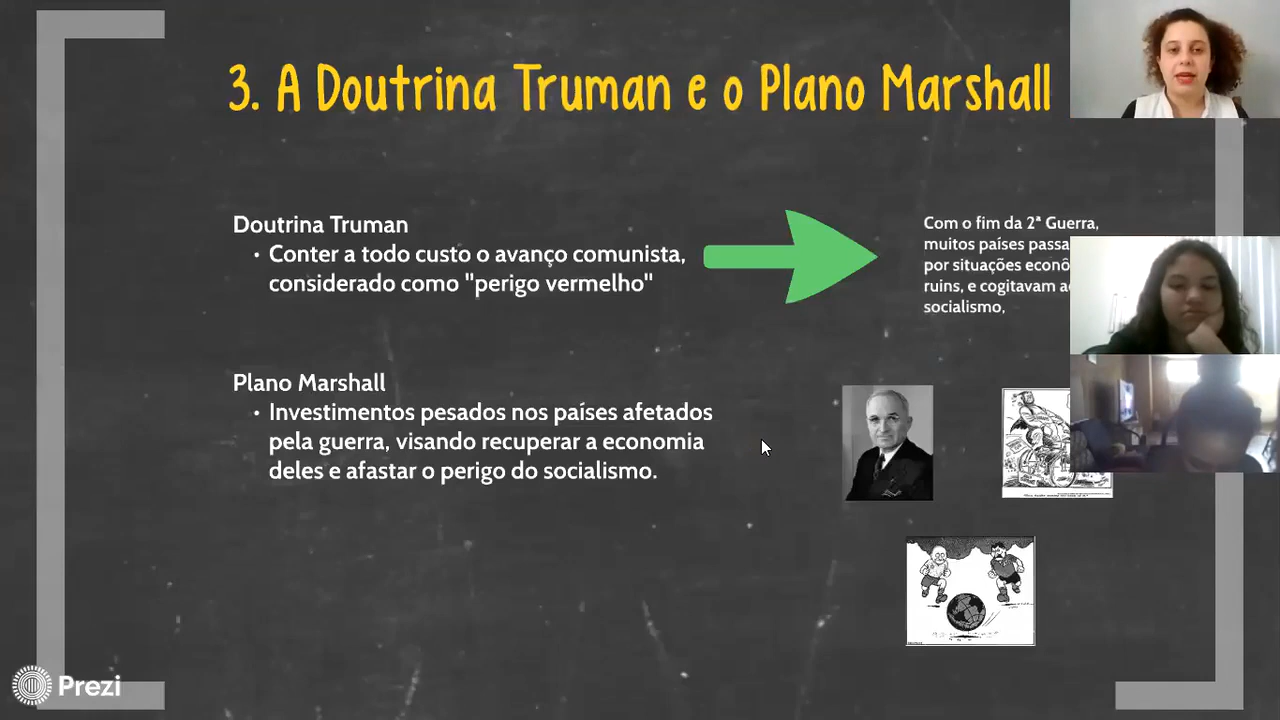 3. A Doutrina Truman e o Plano Marshall
Doutrina Truman
• Conter a todo custo o avanço comunista,
considerado como "perigo vermelho"
Com o fim da 2ª Guerra,
muitos países
por situações
ruins, e cogitavam
socialismo,
Plano Marshall
• Investimentos pesados nos países afetados
pela guerra, visando recuperar a economia
deles e afastar o perigo do socialismo.
Prezi